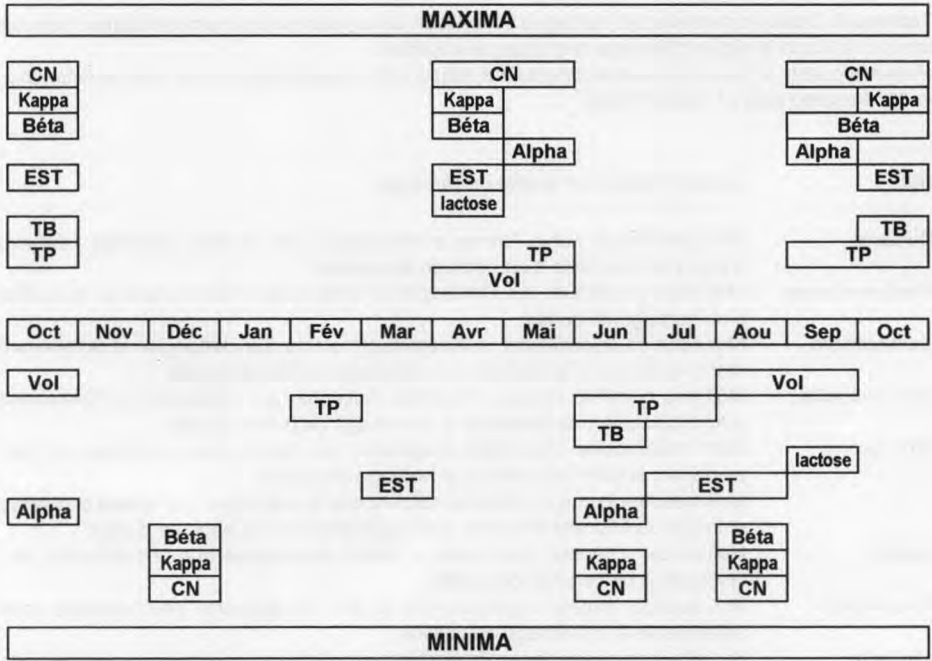 MAXIMA
CN CN CN
Kappa Kappa Kappa
Béta Béta Béta
Alpha Alpha
EST EST EST
lactose
TB TB
TP TP TP
Vol
Oct Nov Déc Jan Fév Mar Avr Mai Jun Jul Aou Sep Oct
Vol Vol
TP TP
TB
lactose
EST EST
Alpha Alpha
Béta Béta
Kappa Kappa Kappa
CN CN CN
MINIMA